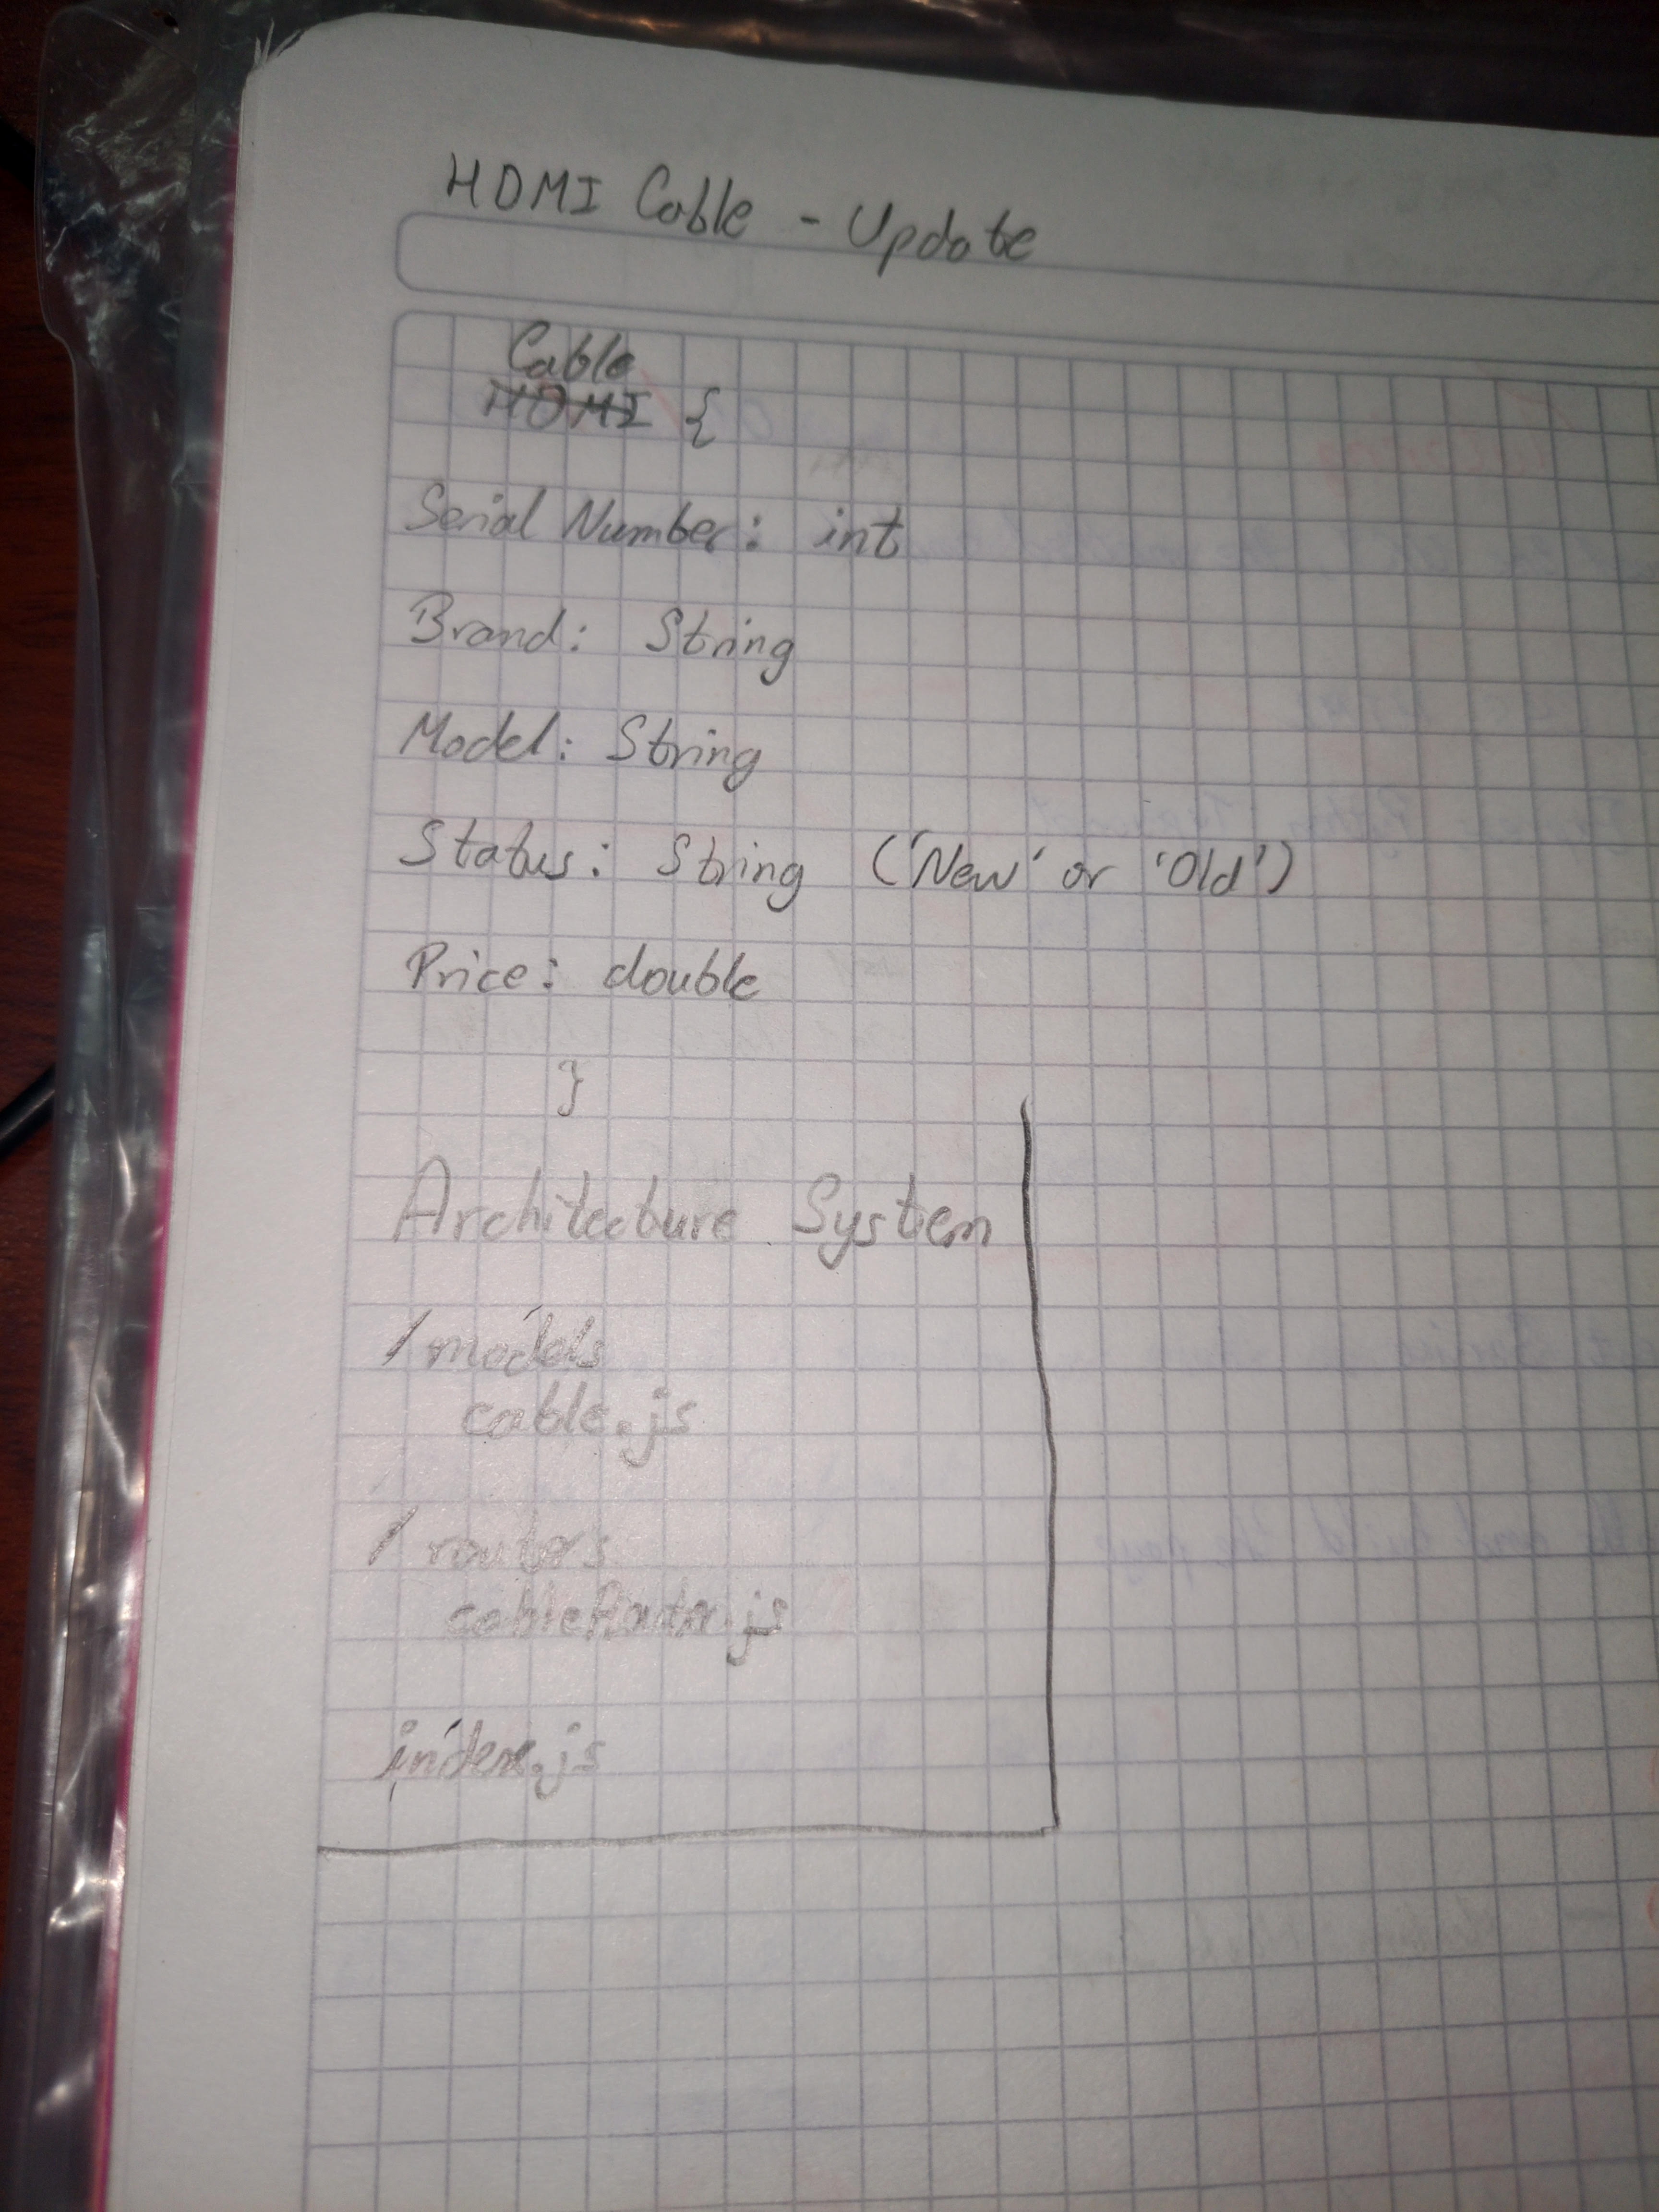 HDMI Cable - Update
Cable
HDMI {
Serial Number: int
Brand: String
Model: String
Status: String ('New' or 'Old')
Price: double
}
Architecture System
/models
cable.js
/routers
cableRouter.js
index.js